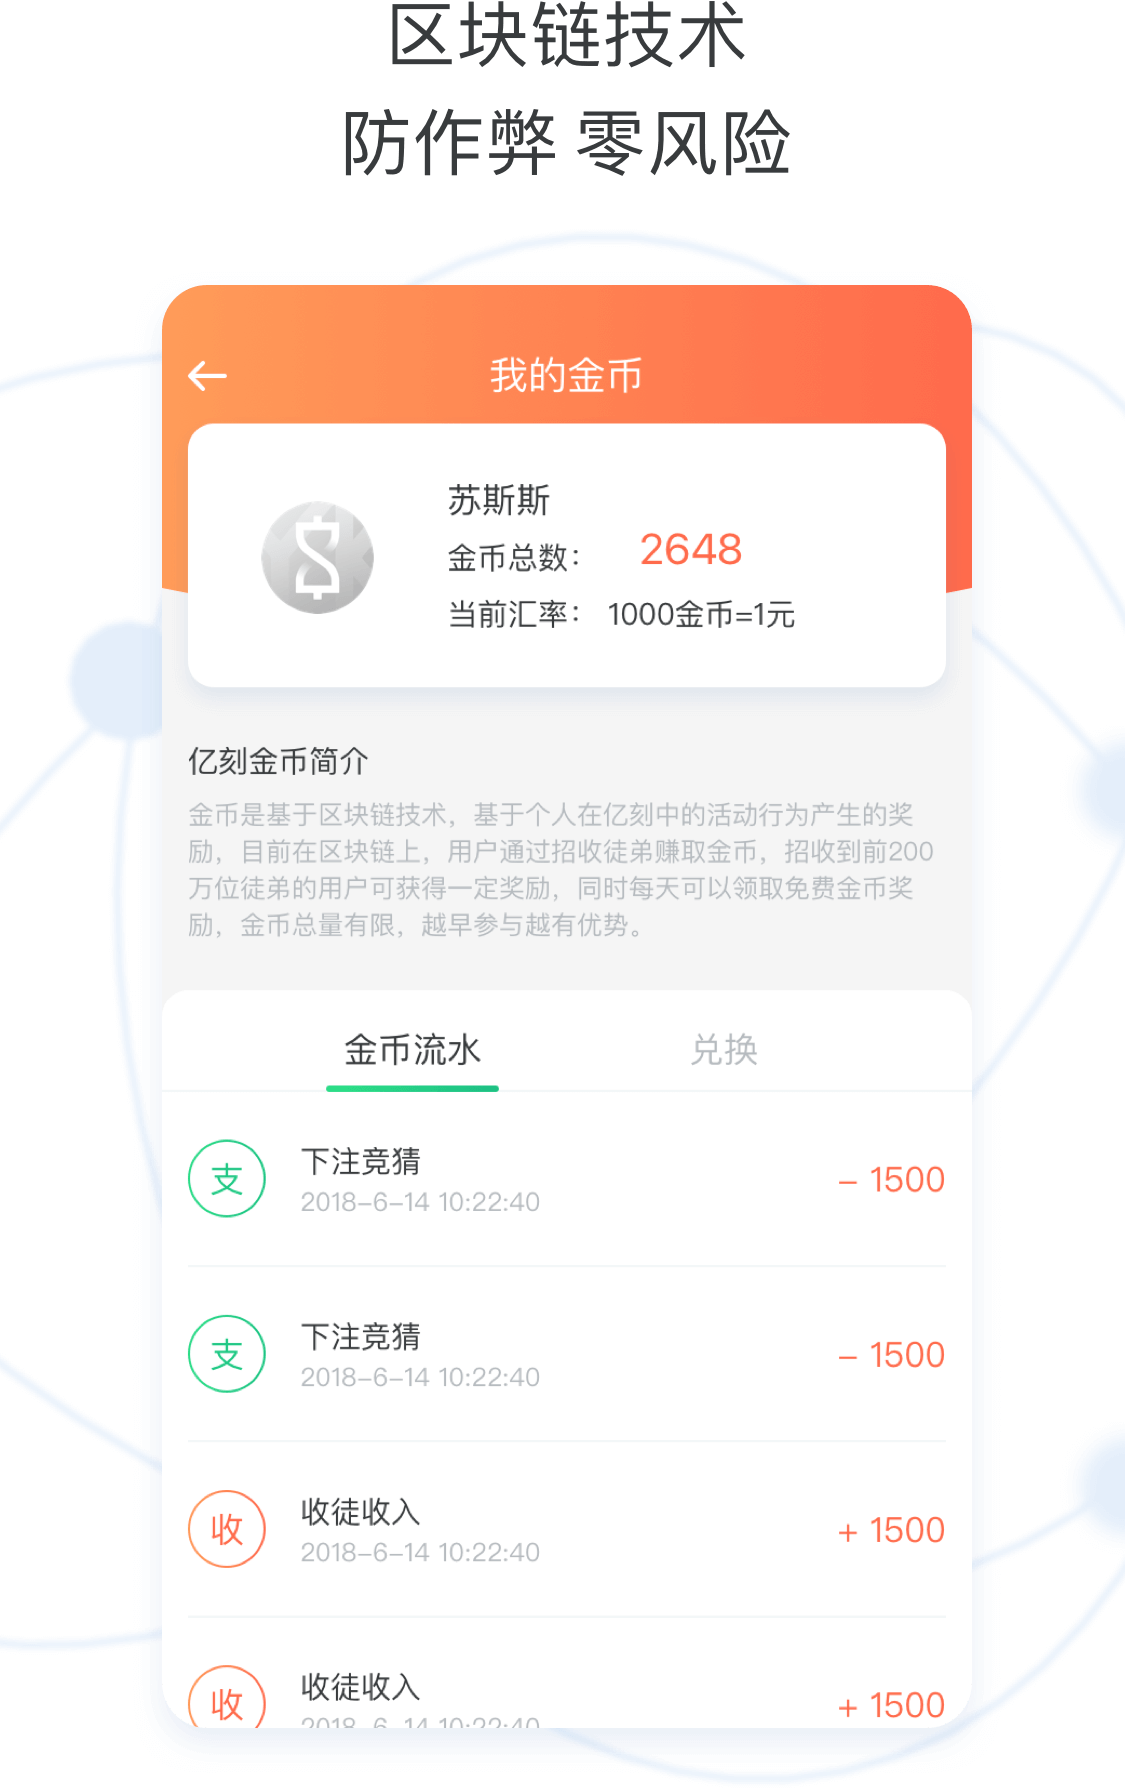 区块链技术
防作弊 零风险
我的金币
苏斯斯
金币总数： 2648
当前汇率： 1000金币=1元
亿刻金币简介
金币是基于区块链技术，基于个人在亿刻中的活动行为产生的奖
励，目前在区块链上，用户通过招收徒弟赚取金币，招收到前200
万位徒弟的用户可获得一定奖励，同时每天可以领取免费金币奖
励，金币总量有限，越早参与越有优势。
金币流水 兑换
支 下注竞猜 – 1500
2018–6–14 10:22:40
支 下注竞猜 – 1500
2018–6–14 10:22:40
收 收徒收入 + 1500
2018–6–14 10:22:40
收 收徒收入 + 1500
2018–6–14 10:22:40